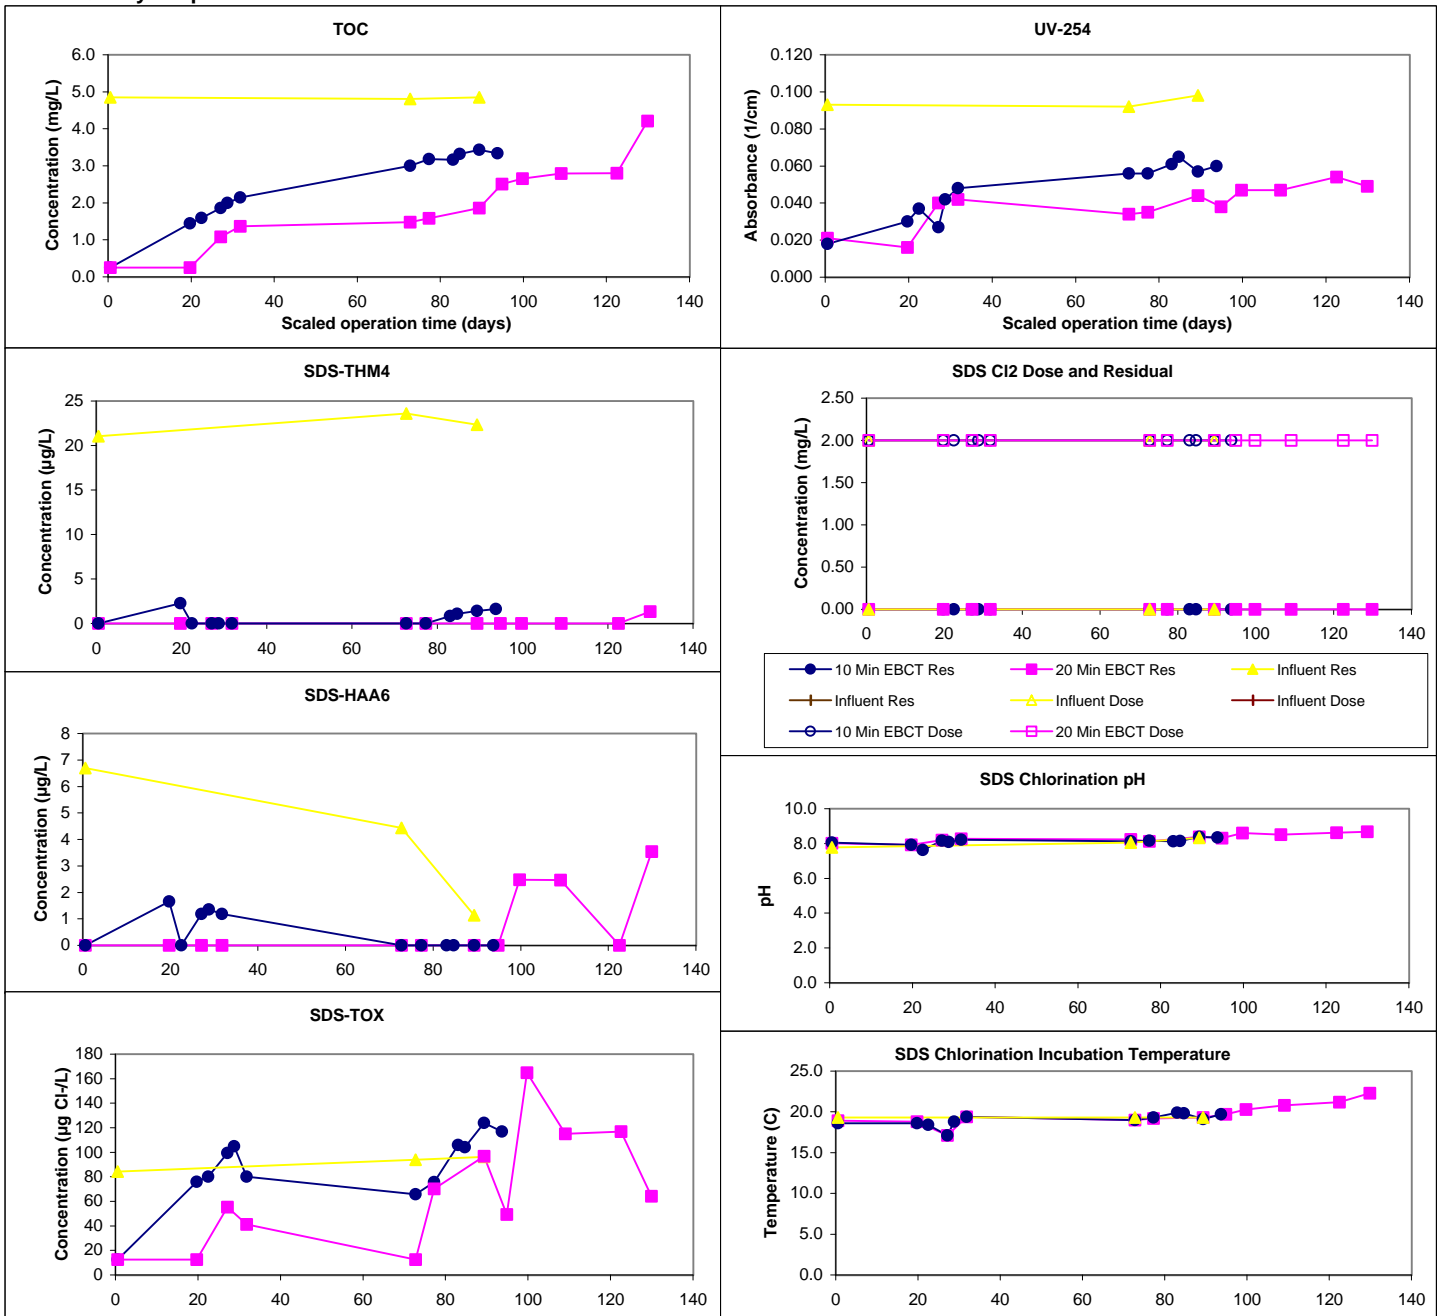 TOC
Concentration (mg/L)
6.0
5.0
4.0
3.0
2.0
1.0
0.0
0 20 40 60 80 100 120 140
Scaled operation time (days)
UV-254
Absorbance (1/cm)
0.120
0.100
0.080
0.060
0.040
0.020
0.000
0 20 40 60 80 100 120 140
Scaled operation time (days)
SDS-THM4
Concentration (µg/L)
25
20
15
10
5
0
0 20 40 60 80 100 120 140
SDS Cl2 Dose and Residual
Concentration (mg/L)
2.50
2.00
1.50
1.00
0.50
0.00
0 20 40 60 80 100 120 140
10 Min EBCT Res 20 Min EBCT Res Influent Res
Influent Res Influent Dose Influent Dose
10 Min EBCT Dose 20 Min EBCT Dose
SDS-HAA6
Concentration (µg/L)
8
7
6
5
4
3
2
1
0
0 20 40 60 80 100 120 140
SDS Chlorination pH
pH
10.0
8.0
6.0
4.0
2.0
0.0
0 20 40 60 80 100 120 140
SDS-TOX
Concentration (µg Cl-/L)
180
160
140
120
100
80
60
40
20
0
0 20 40 60 80 100 120 140
SDS Chlorination Incubation Temperature
Temperature (C)
25.0
20.0
15.0
10.0
5.0
0.0
0 20 40 60 80 100 120 140